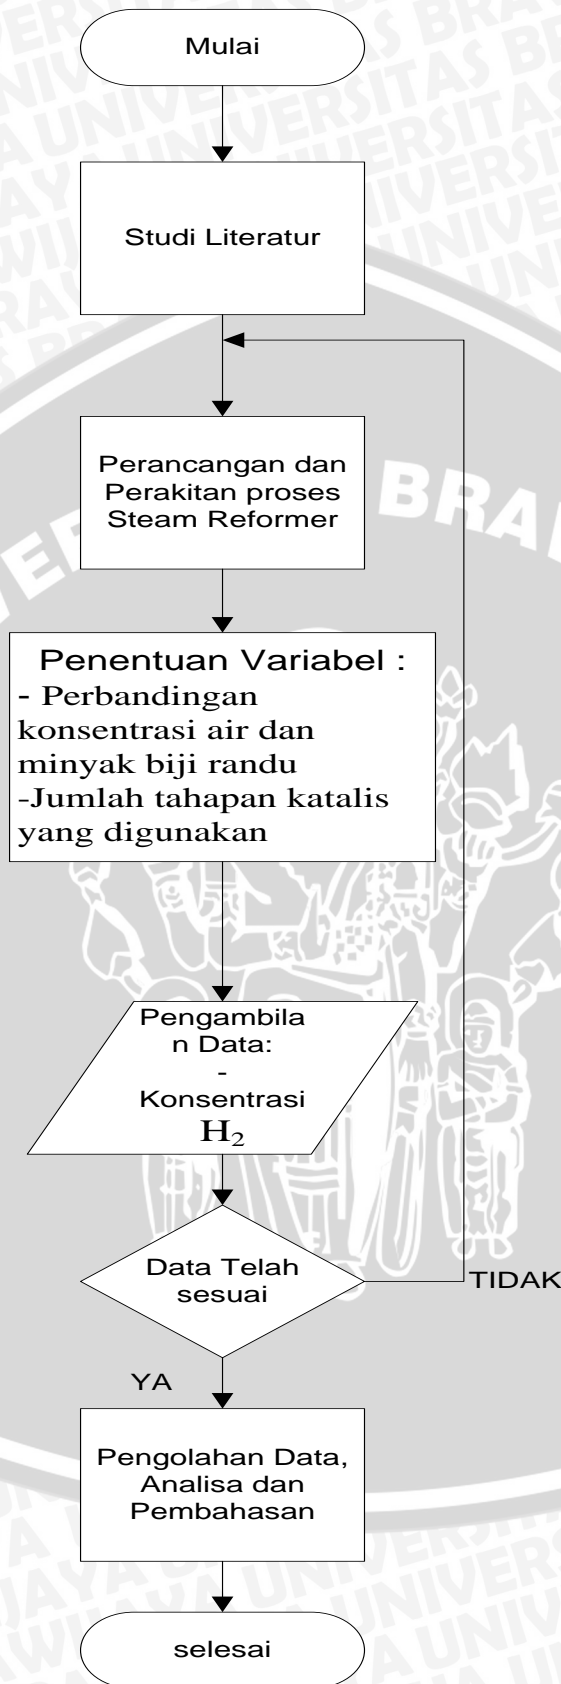 Mulai
Studi Literatur
Perancangan dan
Perakitan proses
Steam Reformer
Penentuan Variabel :
- Perbandingan
konsentrasi air dan
minyak biji randu
-Jumlah tahapan katalis
yang digunakan
Pengambila
n Data:
-
Konsentrasi
H₂
Data Telah
sesuai
TIDAK
YA
Pengolahan Data,
Analisa dan
Pembahasan
selesai